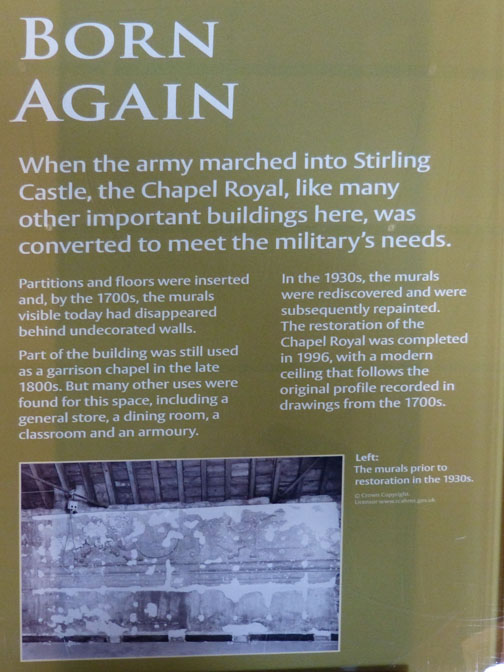 BORN
AGAIN
When the army marched into Stirling
Castle, the Chapel Royal, like many
other important buildings here, was
converted to meet the military's needs.
Partitions and floors were inserted
and, by the 1700s, the murals
visible today had disappeared
behind undecorated walls.
Part of the building was still used
as a garrison chapel in the late
1800s. But many other uses were
found for this space, including a
general store, a dining room, a
classroom and an armoury.
In the 1930s, the murals
were rediscovered and were
subsequently repainted.
The restoration of the
Chapel Royal was completed
in 1996, with a modern
ceiling that follows the
original profile recorded in
drawings from the 1700s.
Left:
The murals prior to
restoration in the 1930s.
© Crown Copyright.